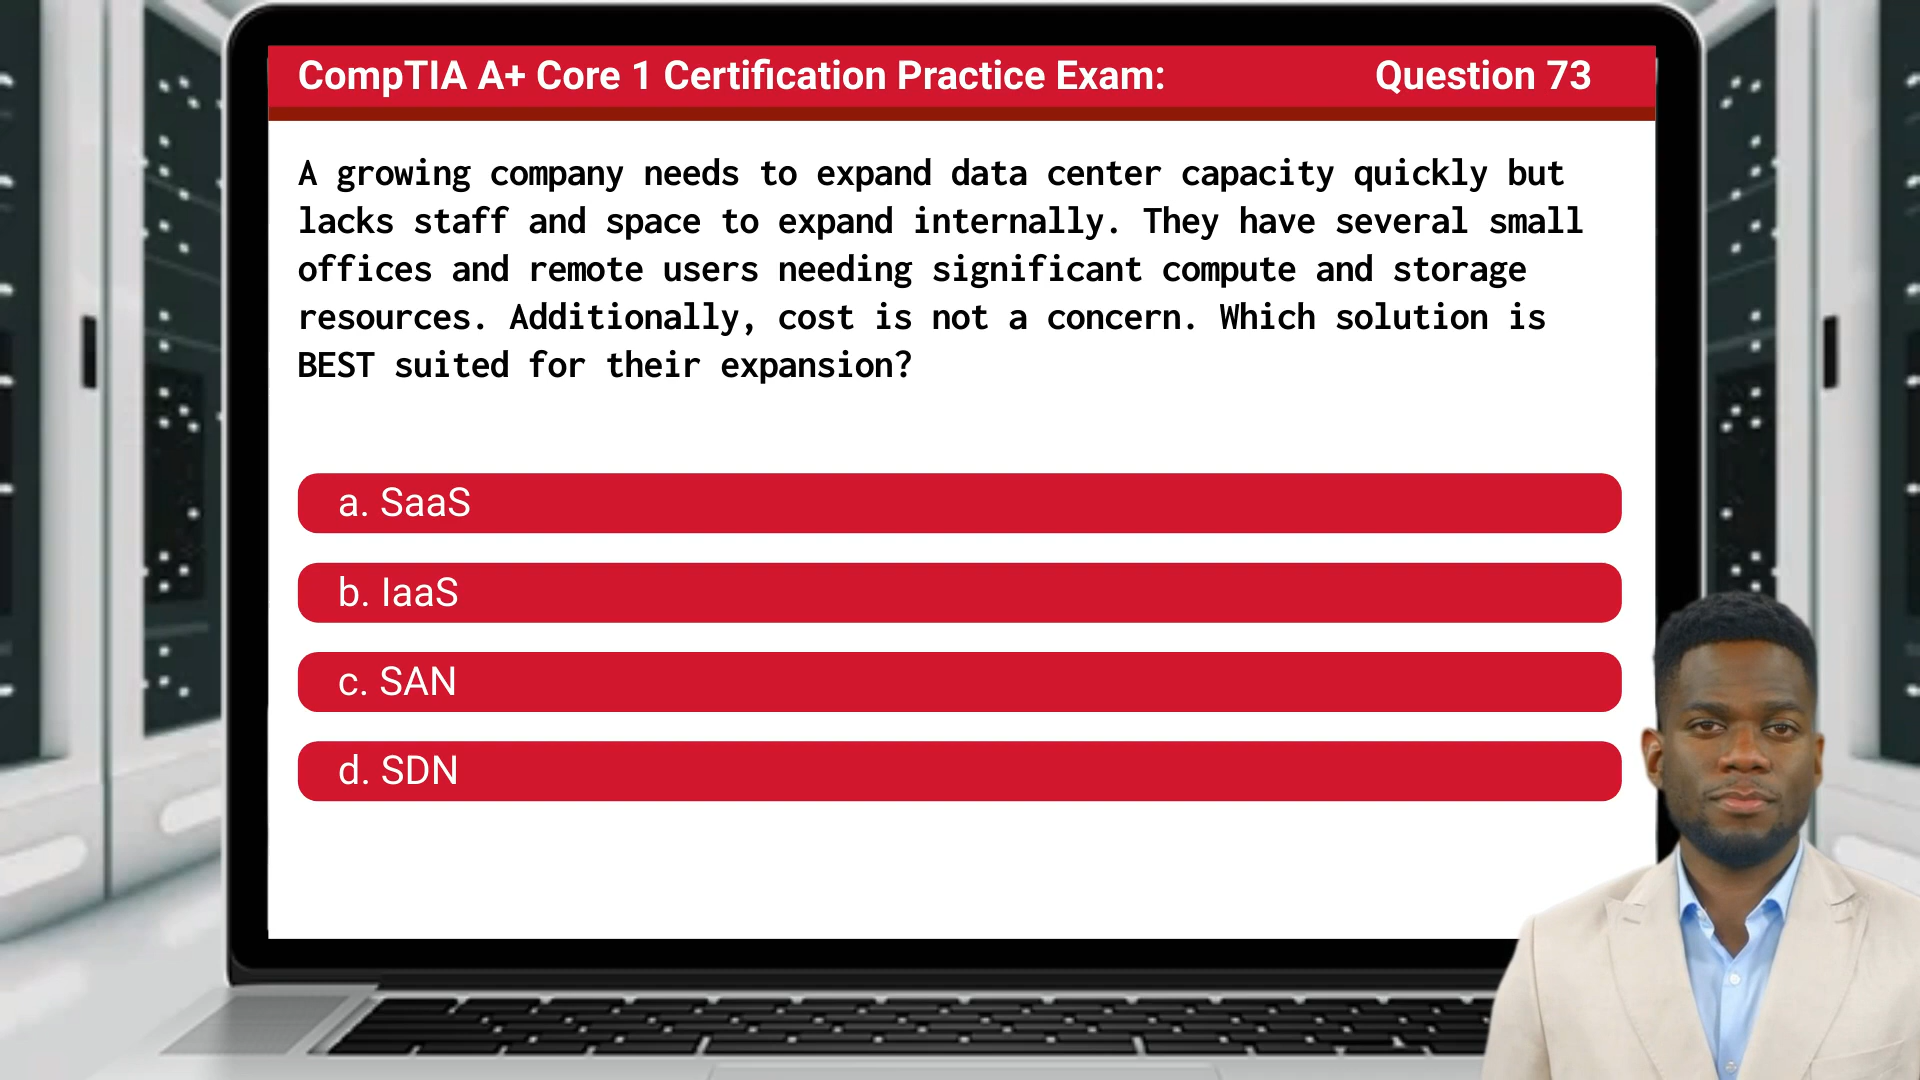 CompTIA A+ Core 1 Certification Practice Exam: Question 73
A growing company needs to expand data center capacity quickly but
lacks staff and space to expand internally. They have several small
offices and remote users needing significant compute and storage
resources. Additionally, cost is not a concern. Which solution is
BEST suited for their expansion?
a. SaaS
b. IaaS
c. SAN
d. SDN